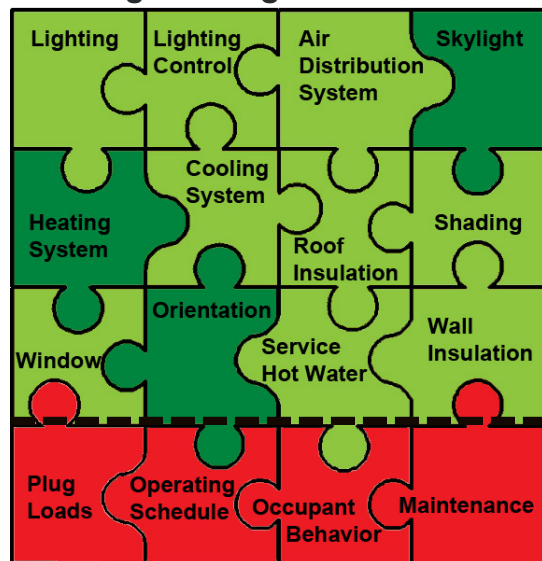 Lighting
Lighting
Control
Air
Distribution
System
Skylight
Heating
System
Cooling
System
Roof
Insulation
Shading
Window
Orientation
Service
Hot Water
Wall
Insulation
Plug
Loads
Operating
Schedule
Occupant
Behavior
Maintenance